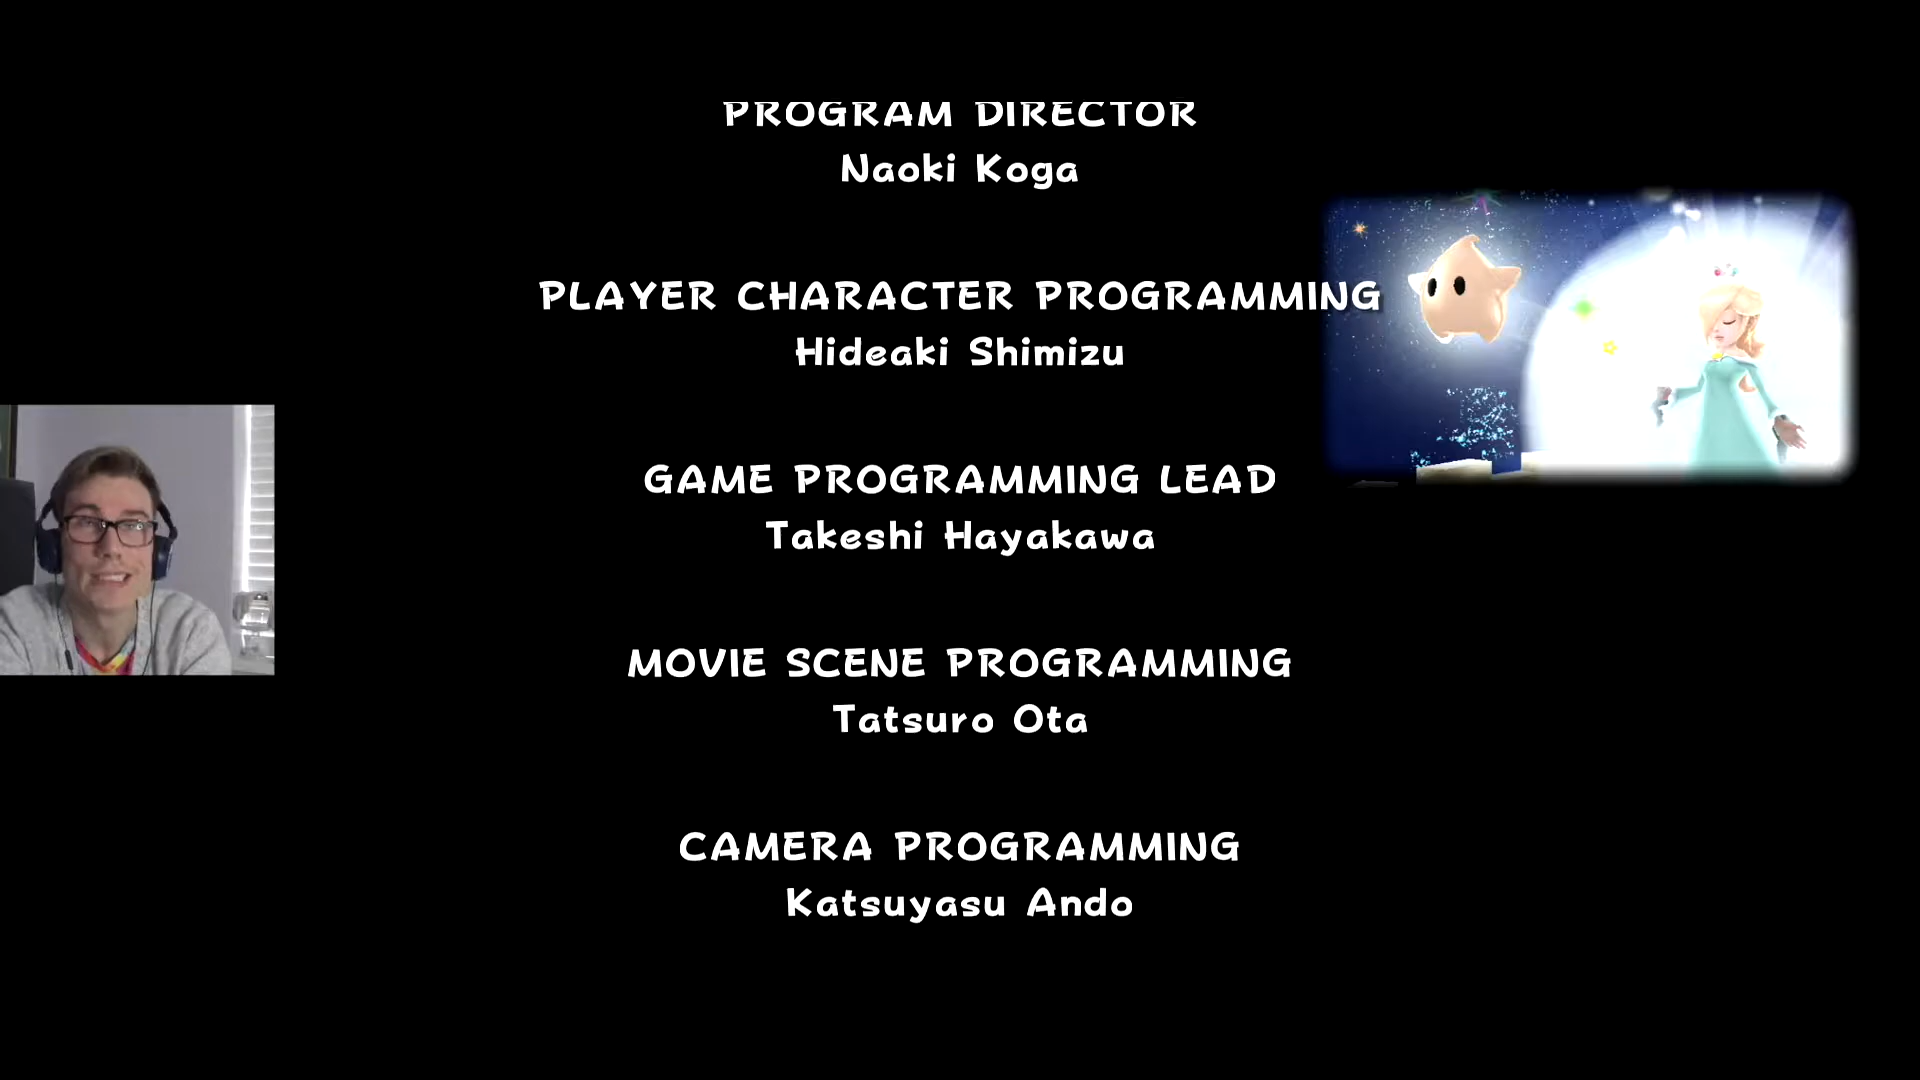 PROGRAM DIRECTOR
Naoki Koga
PLAYER CHARACTER PROGRAMMING
Hideaki Shimizu
GAME PROGRAMMING LEAD
Takeshi Hayakawa
MOVIE SCENE PROGRAMMING
Tatsuro Ota
CAMERA PROGRAMMING
Katsuyasu Ando